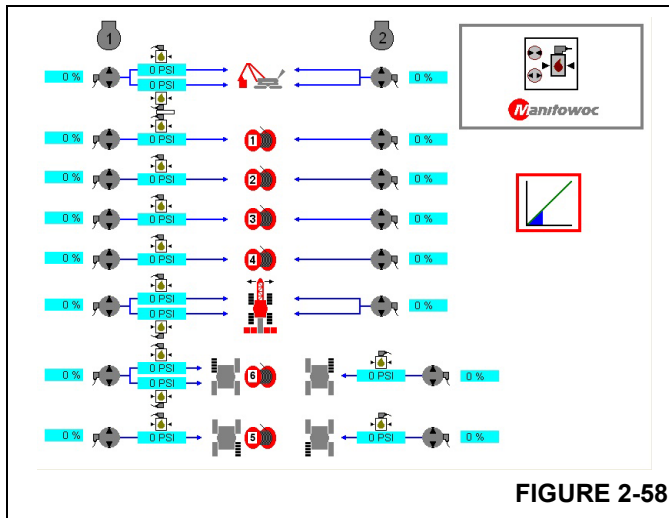 1 2
0 % 0 PSI 0 %
0 PSI
Manitowoc
0 % 0 PSI 1 0 %
0 % 0 PSI 2 0 %
0 % 0 PSI 3 0 %
0 % 0 PSI 4 0 %
0 % 0 PSI 0 %
0 PSI
0 % 0 PSI 6 0 PSI 0 %
0 PSI
0 % 0 PSI 5 0 PSI 0 %
FIGURE 2-58